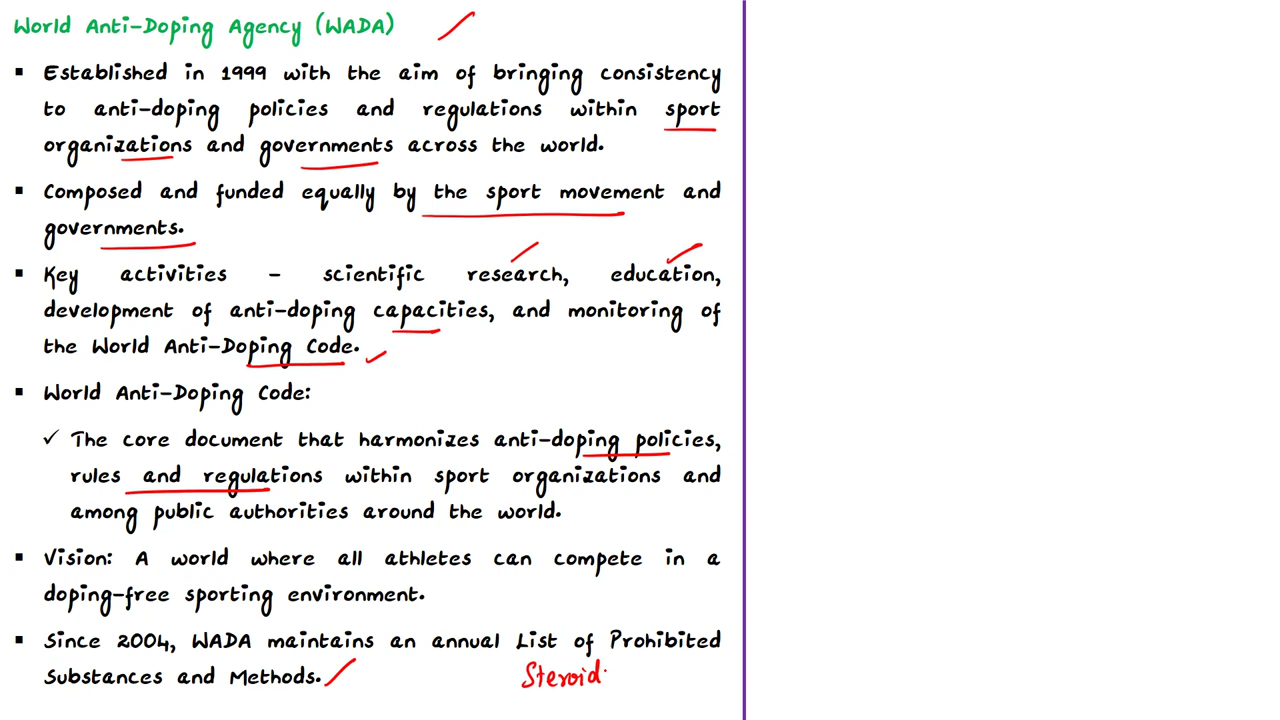 World Anti-Doping Agency (WADA)
▪ Established in 1999 with the aim of bringing consistency
to anti-doping policies and regulations within sport
organizations and governments across the world.
▪ Composed and funded equally by the sport movement and
governments.
▪ Key activities - scientific research, education,
development of anti-doping capacities, and monitoring of
the World Anti-Doping Code.
▪ World Anti-Doping Code:
✓ The core document that harmonizes anti-doping policies,
rules and regulations within sport organizations and
among public authorities around the world.
▪ Vision: A world where all athletes can compete in a
doping-free sporting environment.
▪ Since 2004, WADA maintains an annual List of Prohibited
Substances and Methods.
Steroid